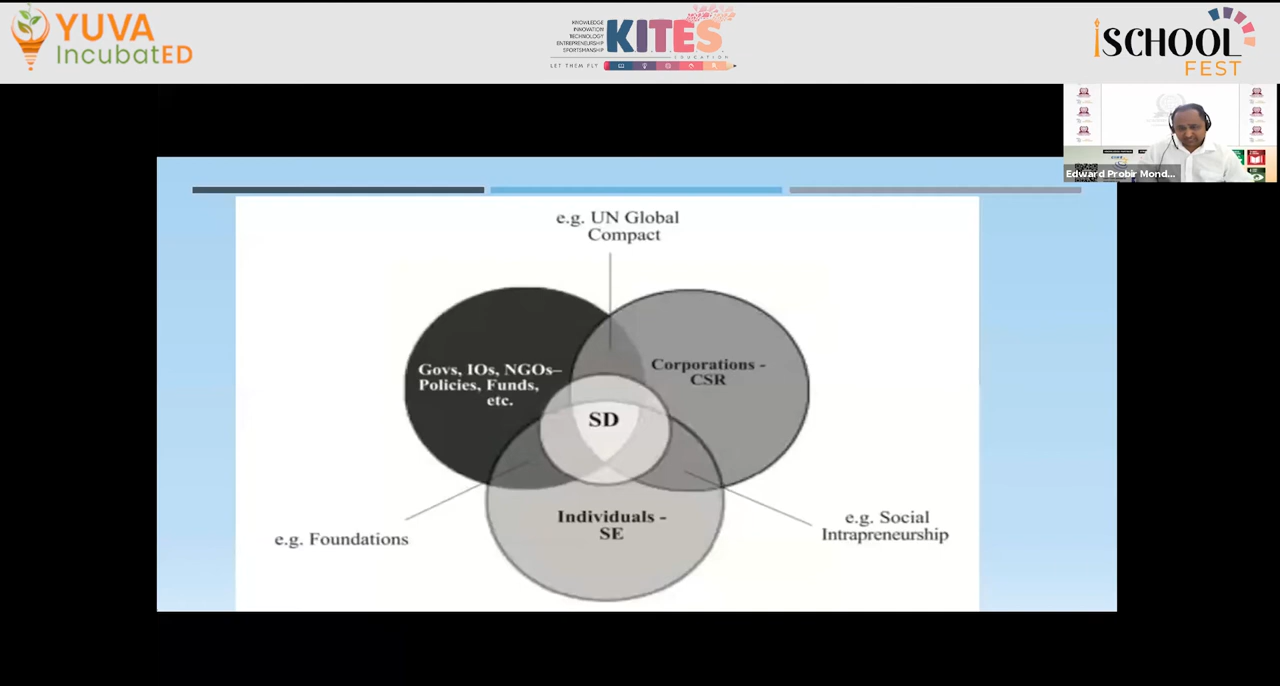 YUVA
IncubatED
KNOWLEDGE
INNOVATION
TECHNOLOGY
ENTREPRENEURSHIP
SPORTSMANSHIP
KITES
EDUCATION
LET THEM FLY
iSCHOOL
FEST
Edward Probir Mond...
e.g. UN Global
Compact
Govs, IOs, NGOs–
Policies, Funds,
etc.
Corporations -
CSR
SD
Individuals -
SE
e.g. Foundations
e.g. Social
Intrapreneurship